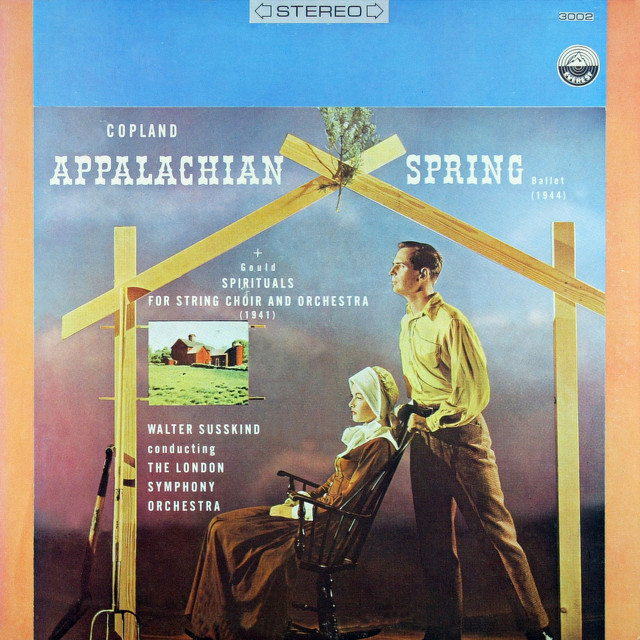 STEREO
3002
EVEREST
COPLAND
APPALACHIAN SPRING Ballet
(1944)
+
Gould
SPIRITUALS
FOR STRING CHOIR AND ORCHESTRA
(1941)
WALTER SUSSKIND
conducting
THE LONDON
SYMPHONY
ORCHESTRA